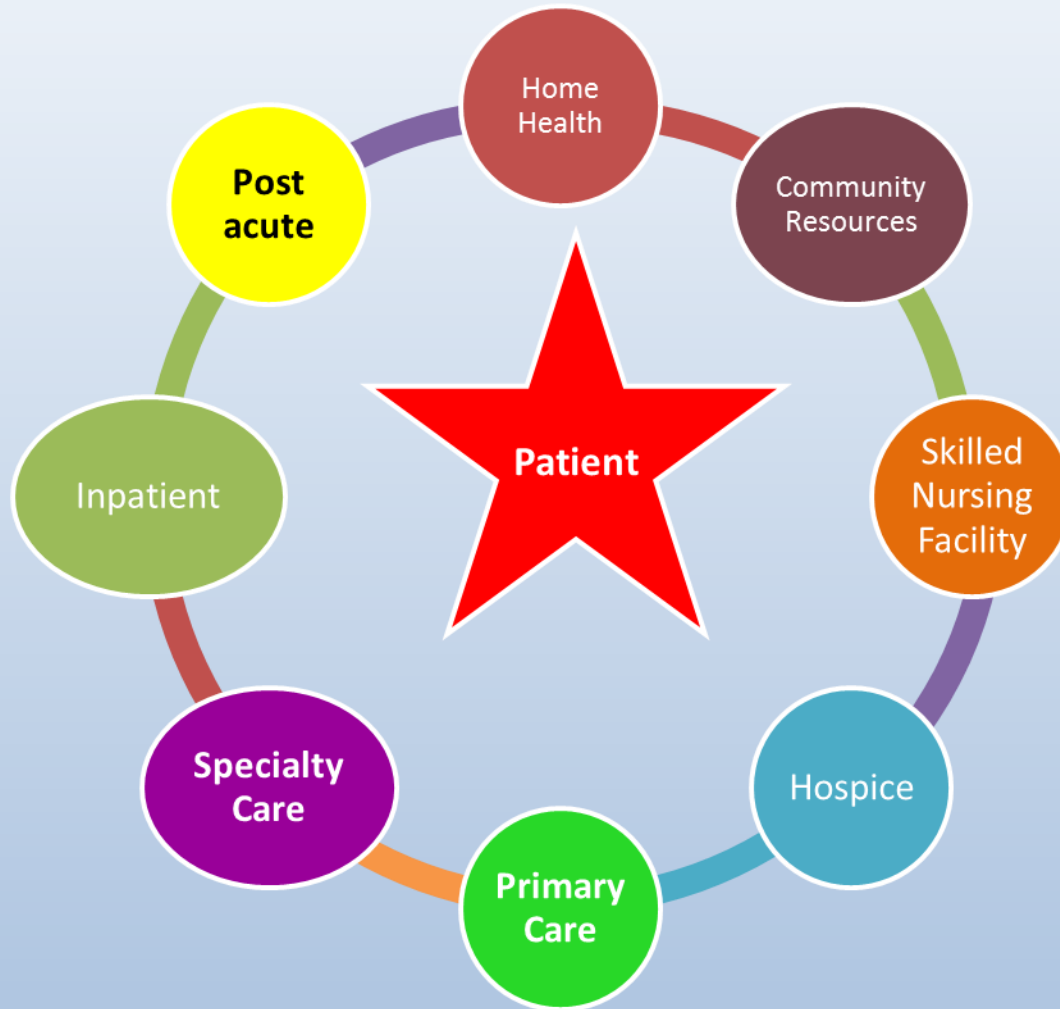 Home
Health
Community
Resources
Skilled
Nursing
Facility
Hospice
Primary
Care
Specialty
Care
Inpatient
Post
acute
Patient